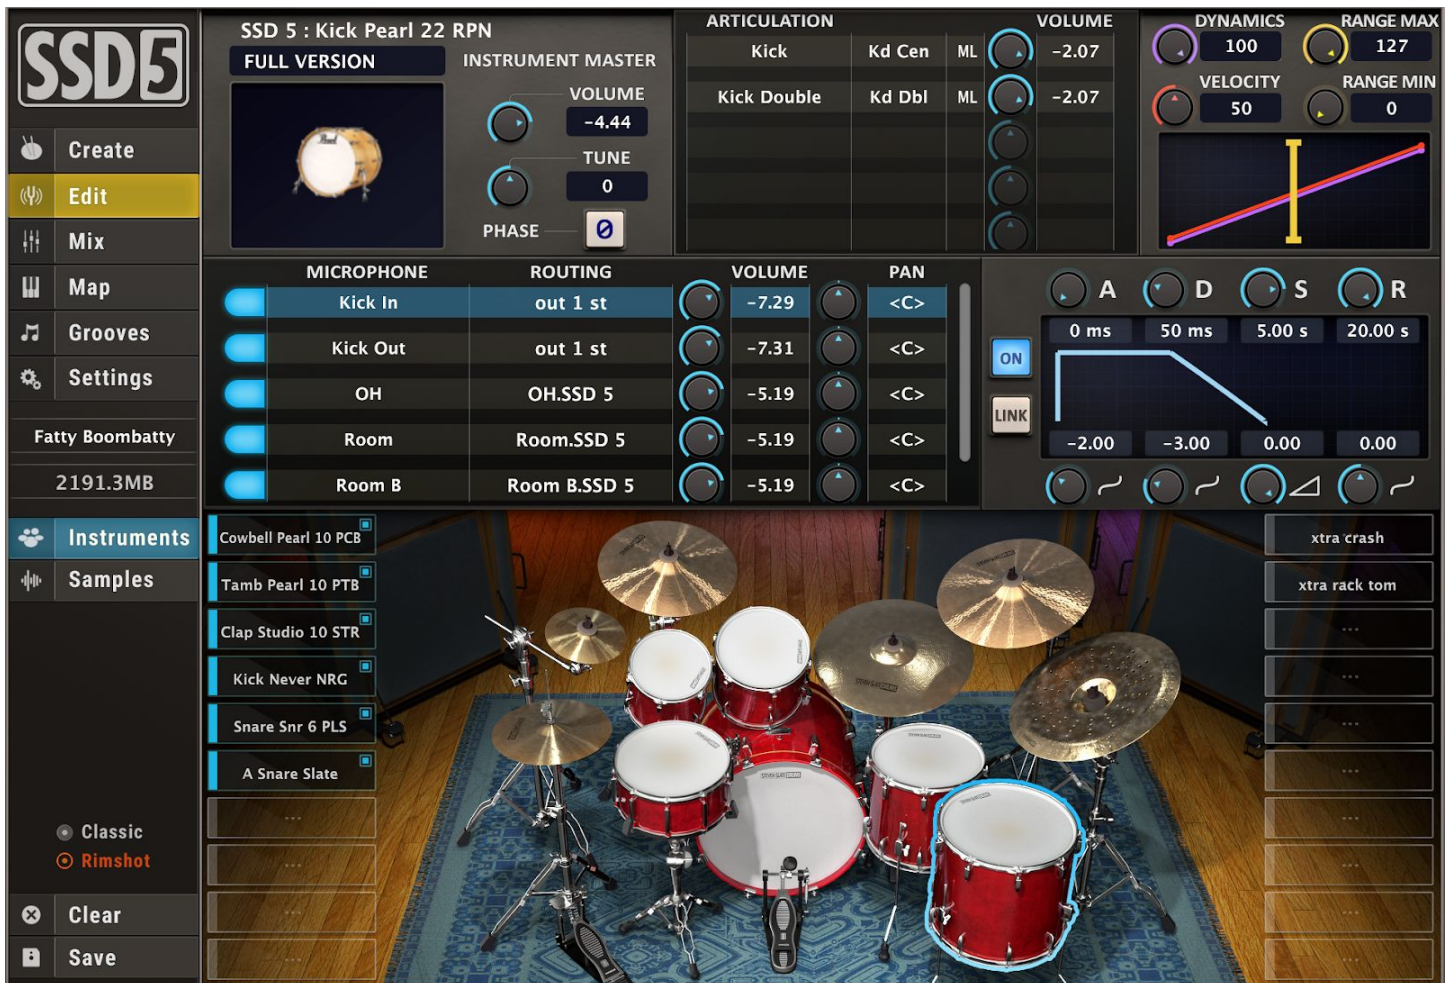 SSD5
Create
Edit
Mix
Map
Grooves
Settings
Fatty Boombatty
2191.3MB
Instruments
Samples
Classic
Rimshot
Clear
Save
SSD 5 : Kick Pearl 22 RPN
FULL VERSION
Pearl
INSTRUMENT MASTER
VOLUME
-4.44
TUNE
0
PHASE Ø
ARTICULATION VOLUME
Kick Kd Cen ML -2.07
Kick Double Kd Dbl ML -2.07
DYNAMICS RANGE MAX
100 127
VELOCITY RANGE MIN
50 0
MICROPHONE ROUTING VOLUME PAN
Kick In out 1 st -7.29 <C>
Kick Out out 1 st -7.31 <C>
OH OH.SSD 5 -5.19 <C>
Room Room.SSD 5 -5.19 <C>
Room B Room B.SSD 5 -5.19 <C>
A D S R
0 ms 50 ms 5.00 s 20.00 s
ON
LINK
-2.00 -3.00 0.00 0.00
Cowbell Pearl 10 PCB
Tamb Pearl 10 PTB
Clap Studio 10 STR
Kick Never NRG
Snare Snr 6 PLS
A Snare Slate
...
...
...
...
xtra crash
xtra rack tom
...
...
...
...
...
...
...
...
STEVEN SLATE DRUMS